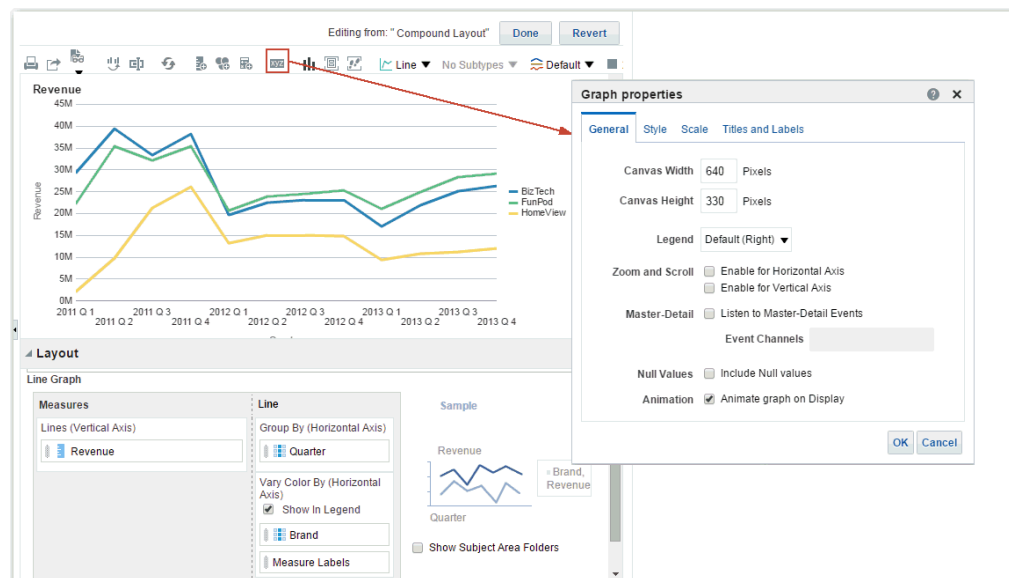 Editing from: "Compound Layout" Done Revert
Line No Subtypes Default
Revenue
45M
40M
35M
30M
25M
20M
15M
10M
5M
0M
Revenue
BizTech
FunPod
HomeView
2011 Q 1 2011 Q 3 2012 Q 1 2012 Q 3 2013 Q 1 2013 Q 3
2011 Q 2 2011 Q 4 2012 Q 2 2012 Q 4 2013 Q 2 2013 Q 4
Layout
Line Graph
Measures
Lines (Vertical Axis)
Revenue
Line
Group By (Horizontal Axis)
Quarter
Vary Color By (Horizontal
Axis)
Show In Legend
Brand
Measure Labels
Sample
Revenue
Brand,
Revenue
Quarter
Show Subject Area Folders
Graph properties
General Style Scale Titles and Labels
Canvas Width 640 Pixels
Canvas Height 330 Pixels
Legend Default (Right)
Zoom and Scroll Enable for Horizontal Axis
Enable for Vertical Axis
Master-Detail Listen to Master-Detail Events
Event Channels
Null Values Include Null values
Animation Animate graph on Display
OK Cancel